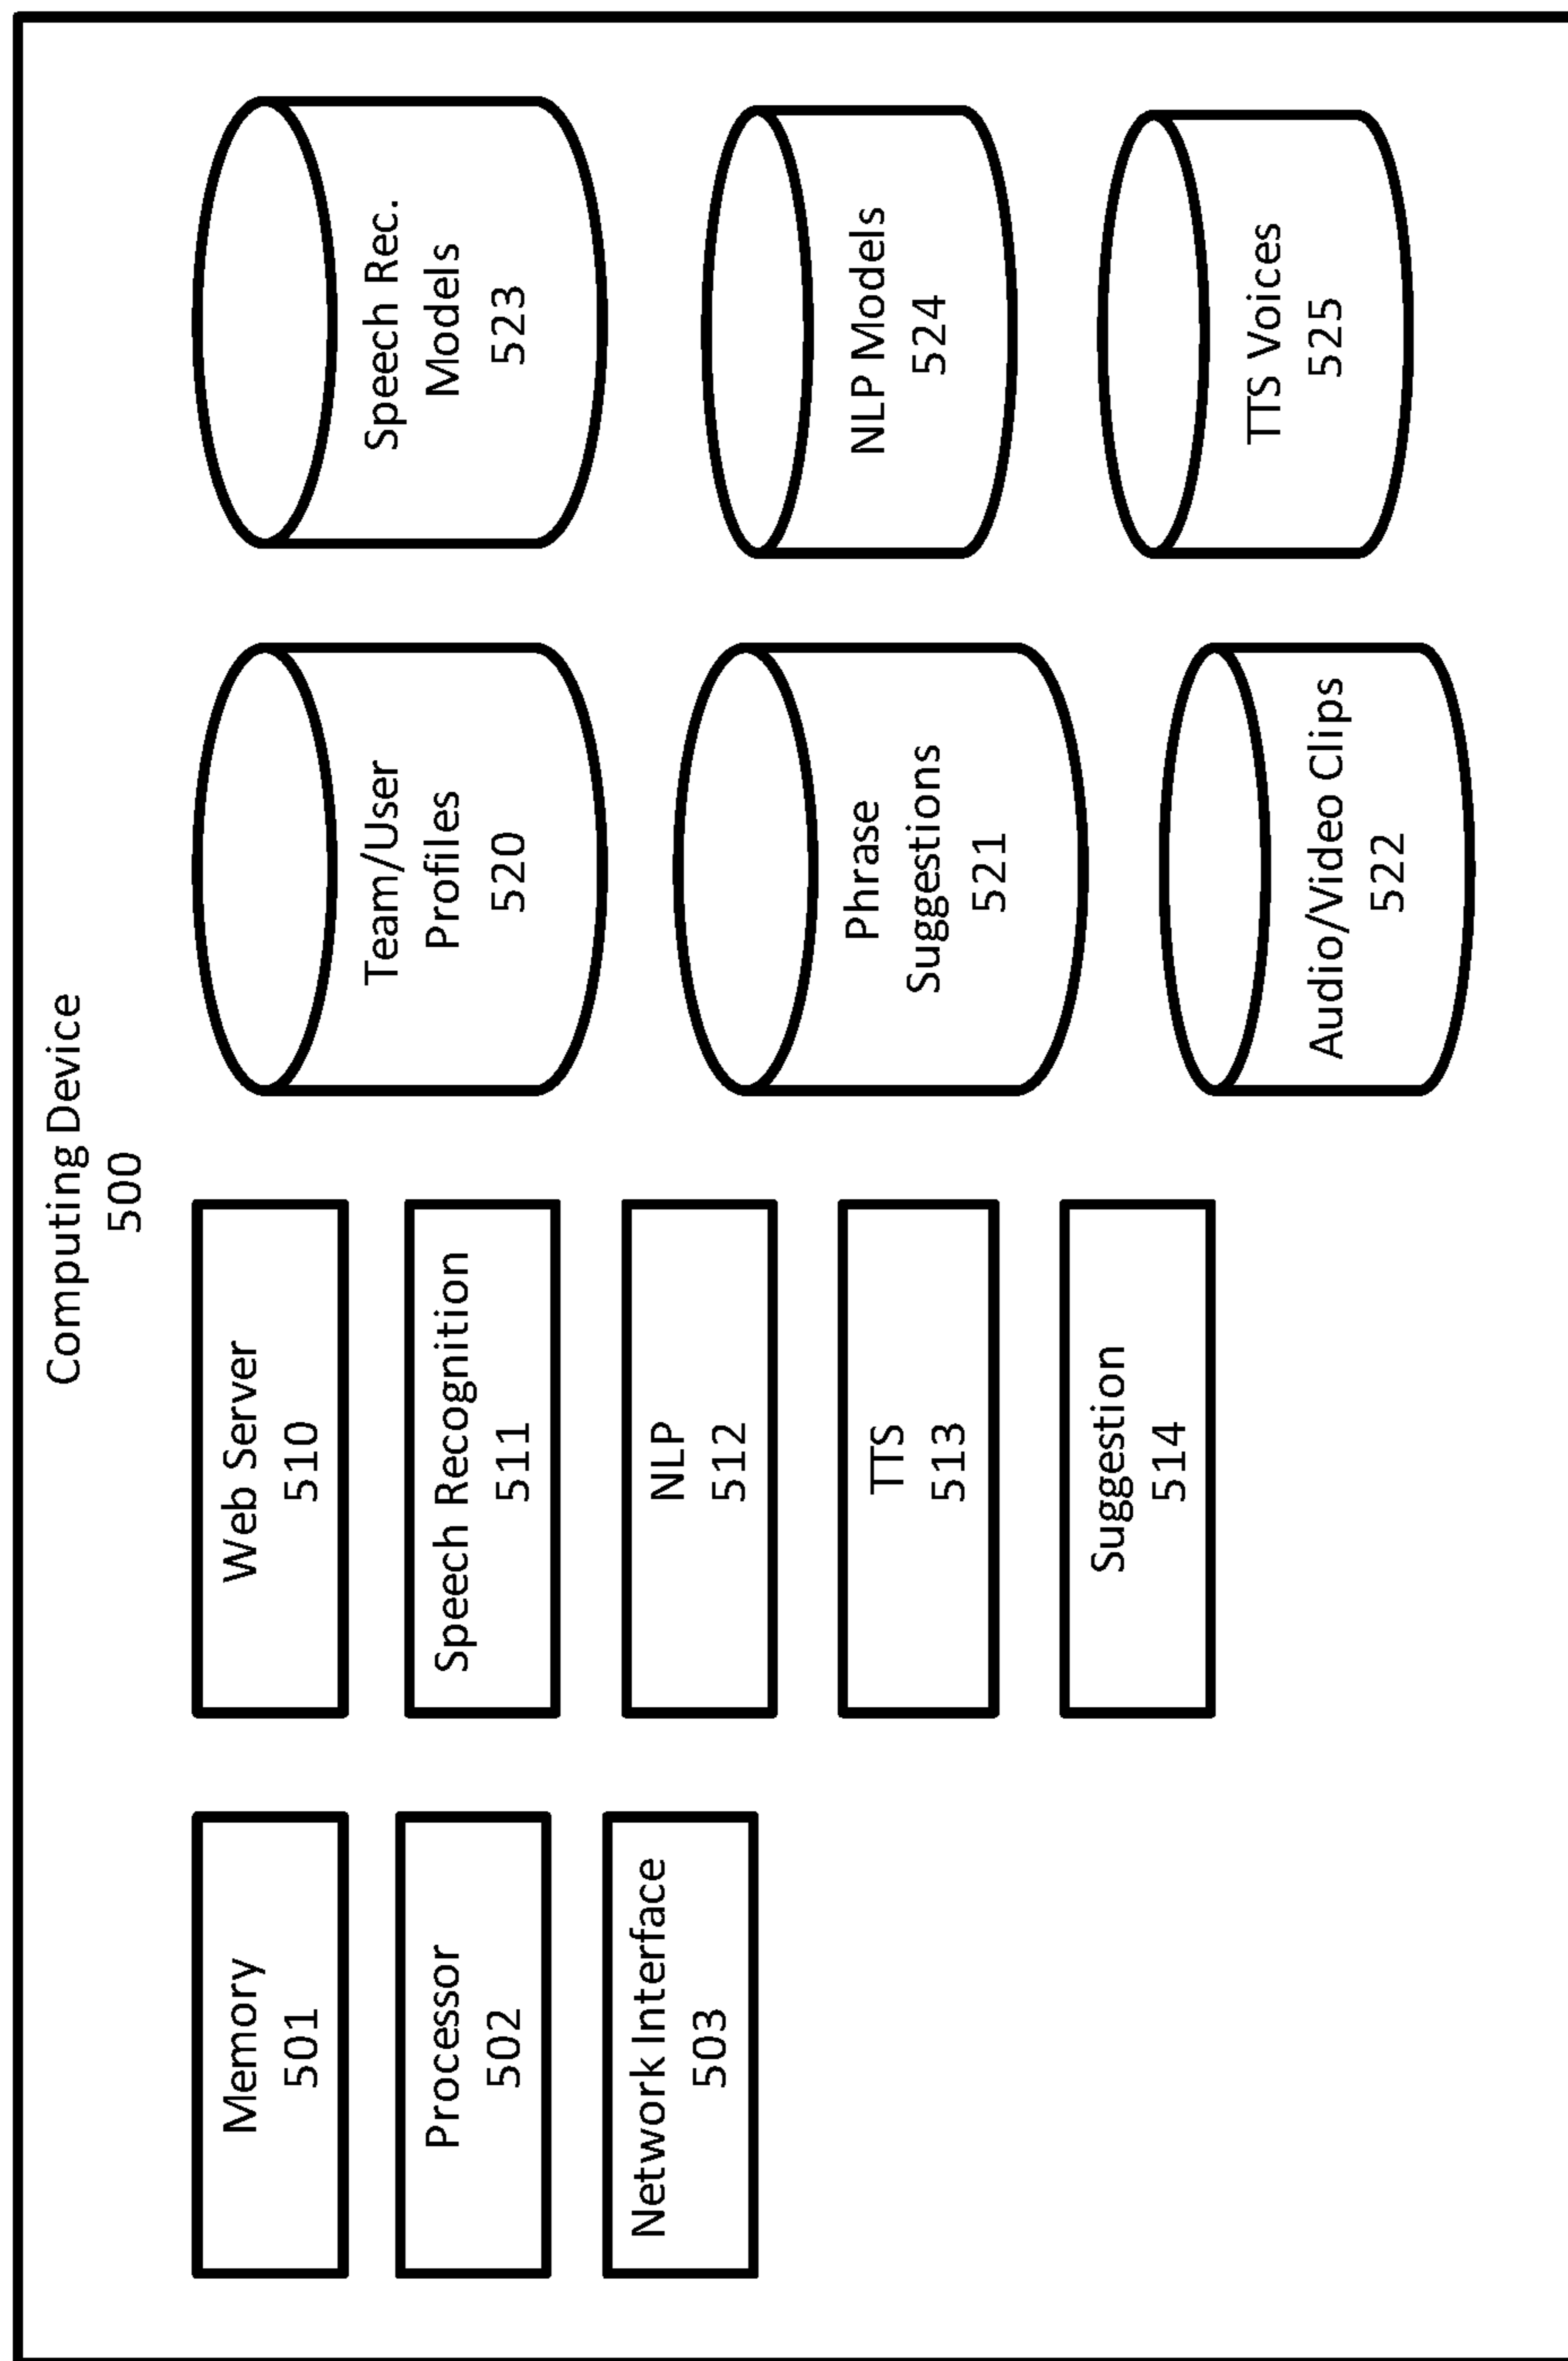 Computing Device
500
Memory
501
Processor
502
Network Interface
503
Web Server
510
Speech Recognition
511
NLP
512
TTS
513
Suggestion
514
Team/User
Profiles
520
Phrase
Suggestions
521
Audio/Video Clips
522
Speech Rec.
Models
523
NLP Models
524
TTS Voices
525